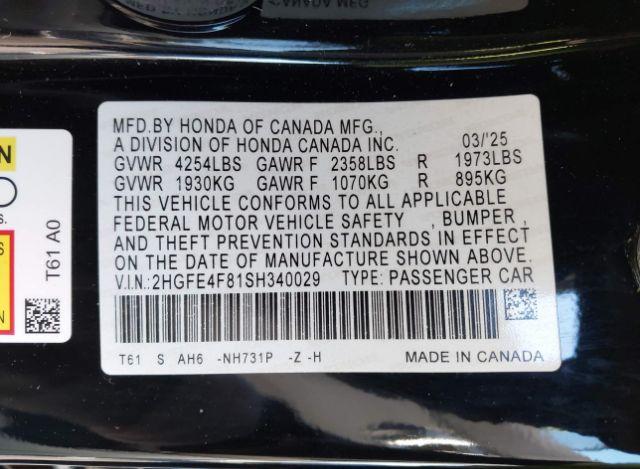 CANADA MFG.
MFD.BY HONDA OF CANADA MFG.,
A DIVISION OF HONDA CANADA INC. 03/'25
GVWR 4254LBS GAWR F 2358LBS R 1973LBS
GVWR 1930KG GAWR F 1070KG R 895KG
THIS VEHICLE CONFORMS TO ALL APPLICABLE
FEDERAL MOTOR VEHICLE SAFETY , BUMPER ,
AND THEFT PREVENTION STANDARDS IN EFFECT
ON THE DATE OF MANUFACTURE SHOWN ABOVE.
V.I.N.:2HGFE4F81SH340029 TYPE: PASSENGER CAR
T61 S AH6 -NH731P -Z -H MADE IN CANADA
N
S.
S
N
T61 A0